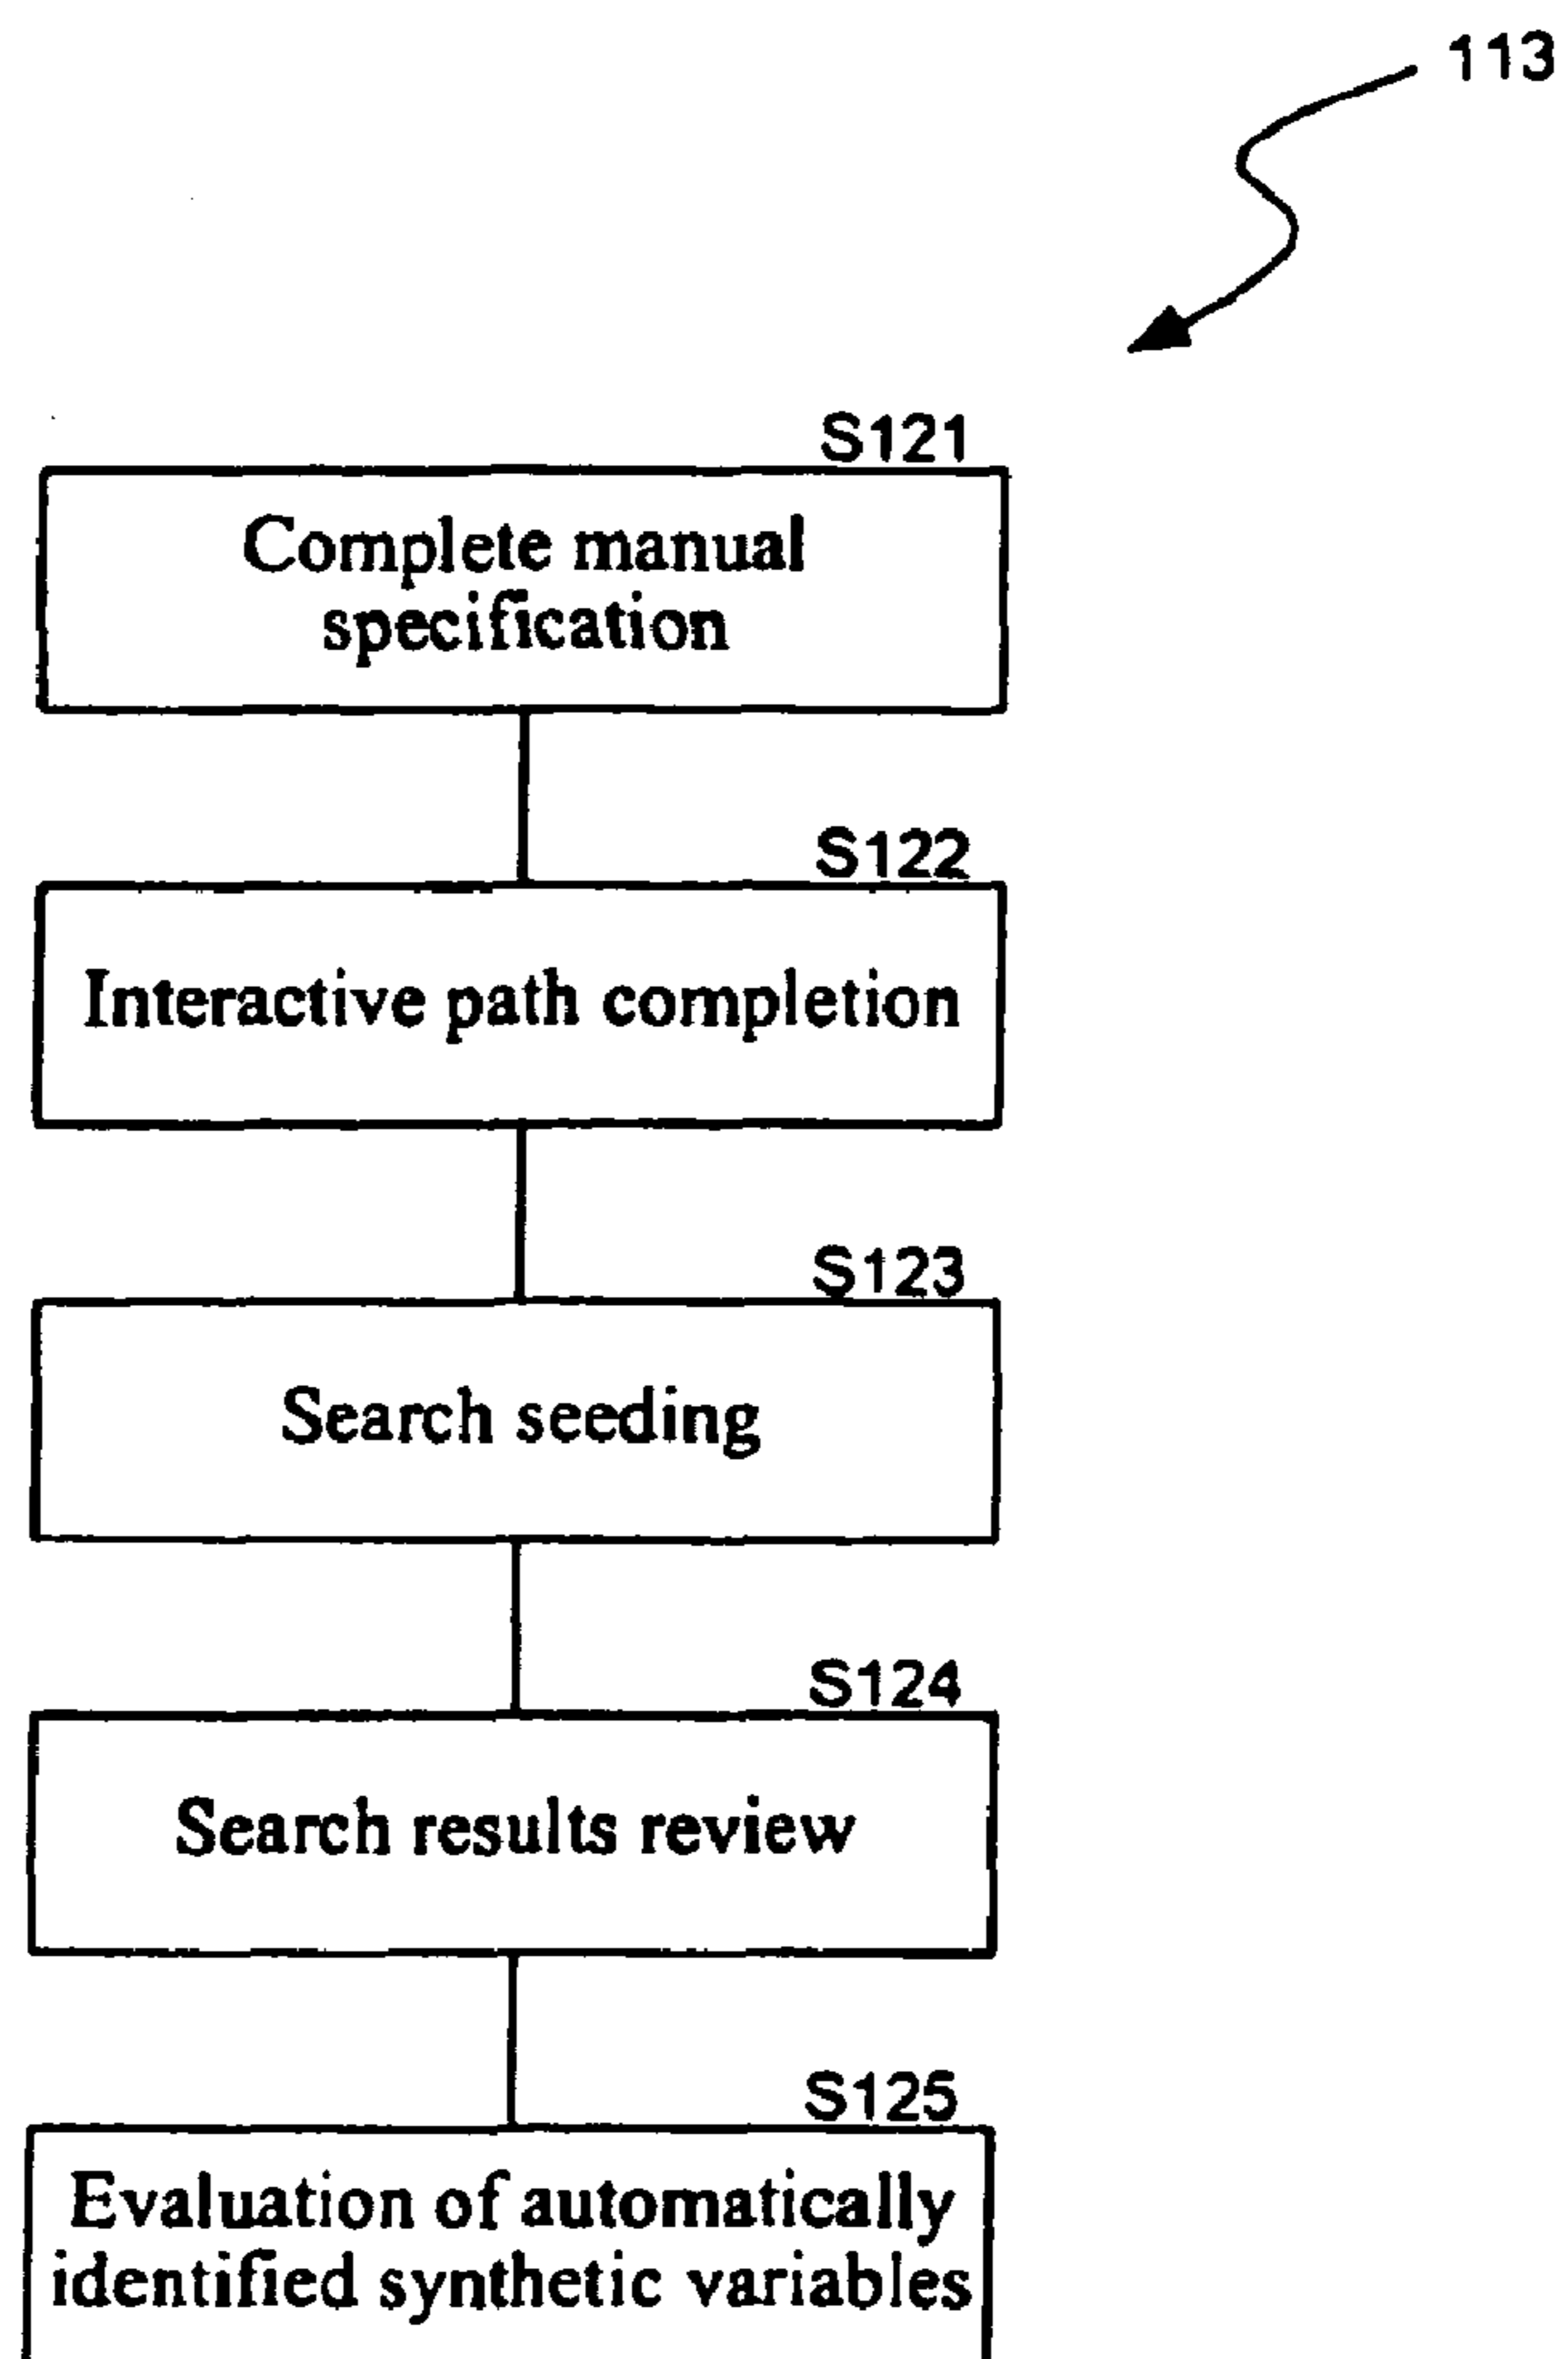 113
S121
Complete manual
specification
S122
Interactive path completion
S123
Search seeding
S124
Search results review
S125
Evaluation of automatically
identified synthetic variables